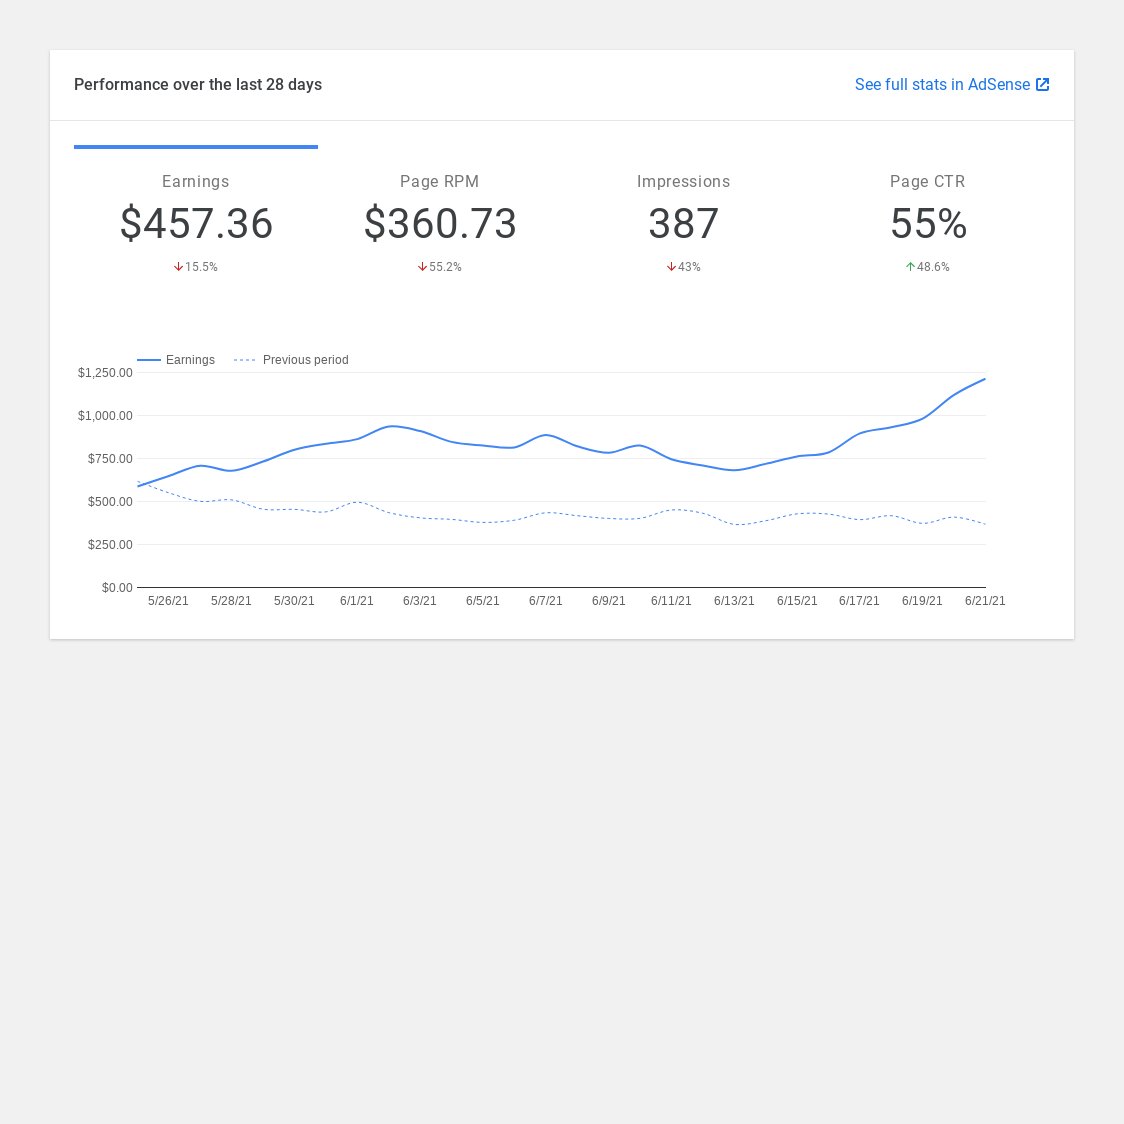 Performance over the last 28 days
See full stats in AdSense
Earnings
$457.36
15.5%
Page RPM
$360.73
55.2%
Impressions
387
43%
Page CTR
55%
48.6%
Earnings
Previous period
$1,250.00
$1,000.00
$750.00
$500.00
$250.00
$0.00
5/26/21 5/28/21 5/30/21 6/1/21 6/3/21 6/5/21 6/7/21 6/9/21 6/11/21 6/13/21 6/15/21 6/17/21 6/19/21 6/21/21